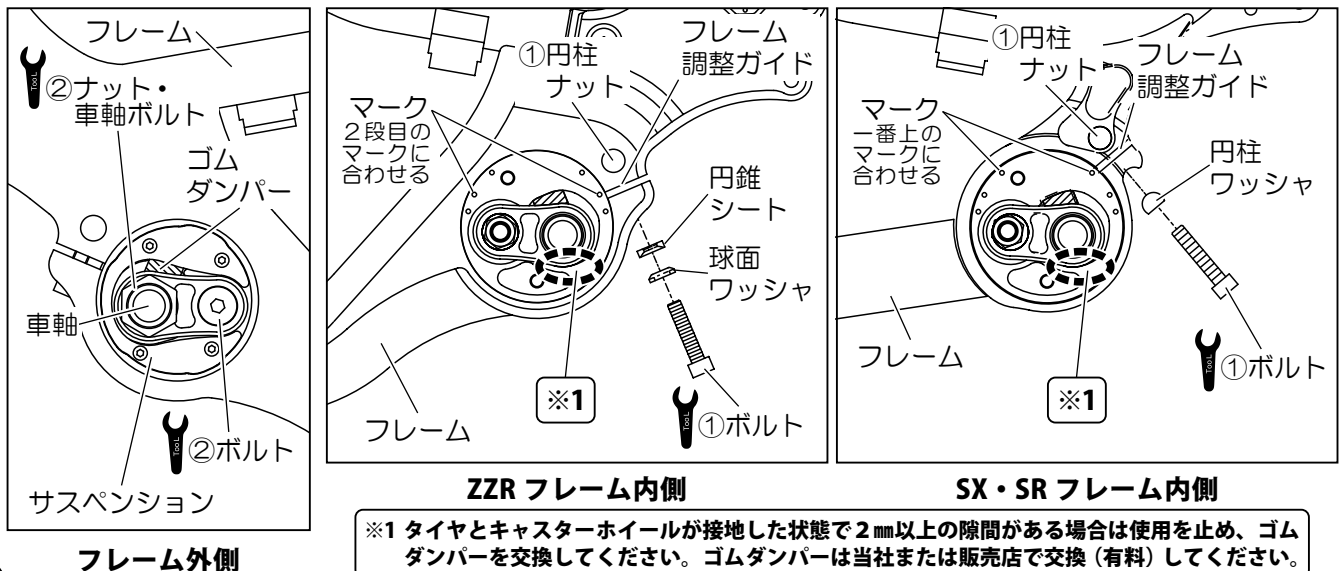 フレーム
TooL
②ナット・
車軸ボルト
ゴム
ダンパー
車軸
TooL
②ボルト
サスペンション
フレーム外側
①円柱
ナット
フレーム
調整ガイド
マーク
2段目の
マークに
合わせる
円錐
シート
球面
ワッシャ
※1
フレーム
TooL
①ボルト
ZZR フレーム内側
①円柱
ナット
フレーム
調整ガイド
マーク
一番上の
マークに
合わせる
円柱
ワッシャ
フレーム
※1
TooL
①ボルト
SX・SR フレーム内側
※1 タイヤとキャスターホイールが接地した状態で2㎜以上の隙間がある場合は使用を止め、ゴム
ダンパーを交換してください。ゴムダンパーは当社または販売店で交換（有料）してください。